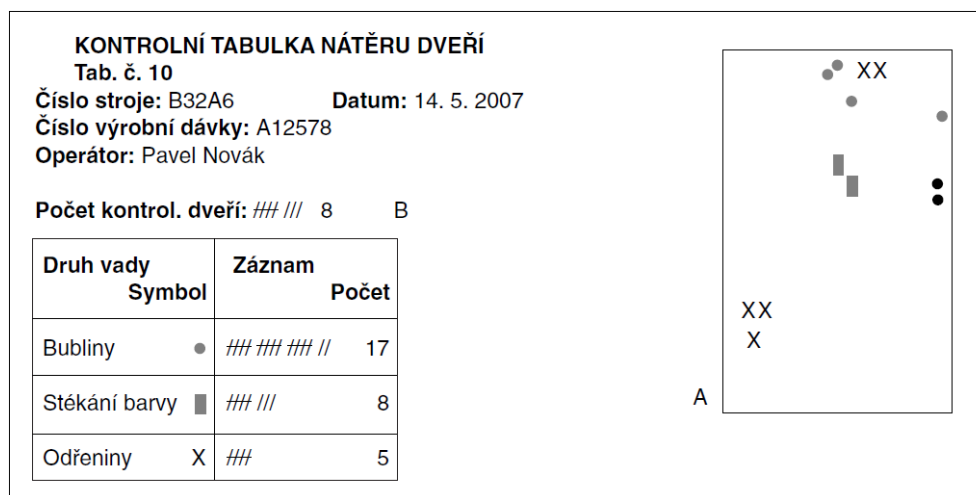 KONTROLNÍ TABULKA NÁTĚRU DVEŘÍ
Tab. č. 10
Číslo stroje: B32A6 Datum: 14. 5. 2007
Číslo výrobní dávky: A12578
Operátor: Pavel Novák
Počet kontrol. dveří: //// /// 8 B
Druh vady Symbol Záznam Počet
Bubliny //// //// //// // 17
Stékání barvy //// /// 8
Odřeniny X //// 5
XX
XX
X
A